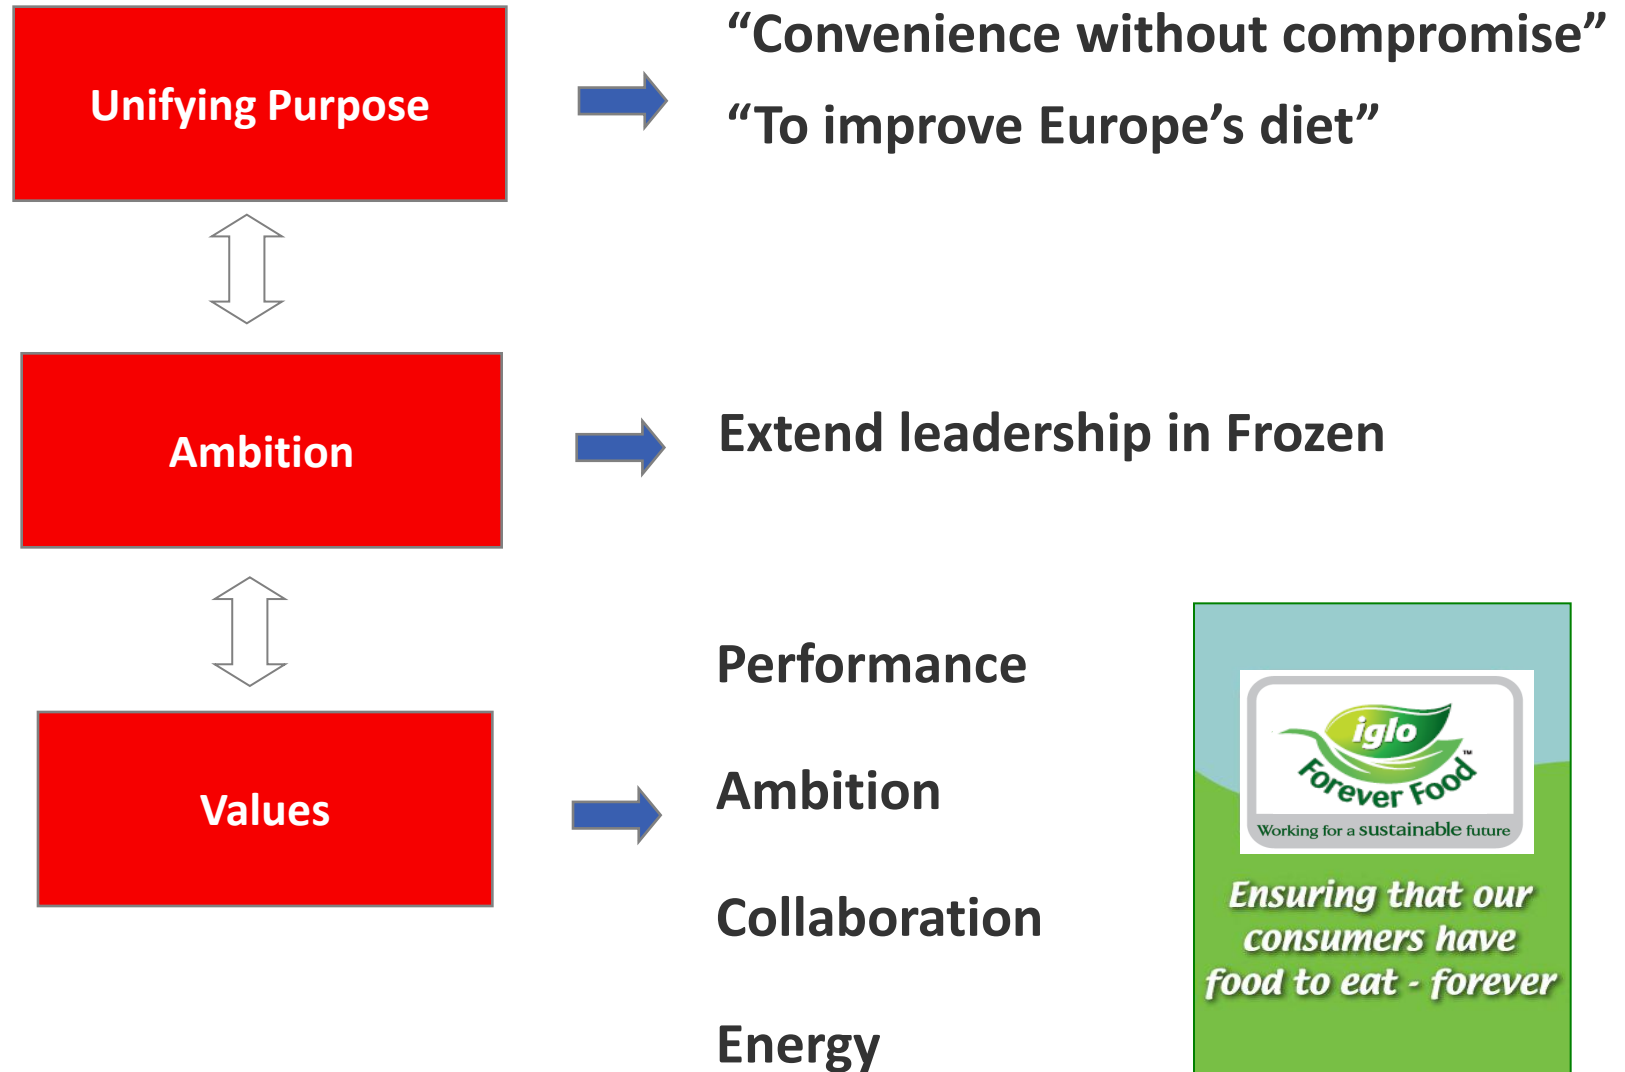 Unifying Purpose
“Convenience without compromise”
“To improve Europe’s diet”
Ambition
Extend leadership in Frozen
Values
Performance
Ambition
Collaboration
Energy
iglo
Forever Food™
Working for a sustainable future
Ensuring that our
consumers have
food to eat - forever